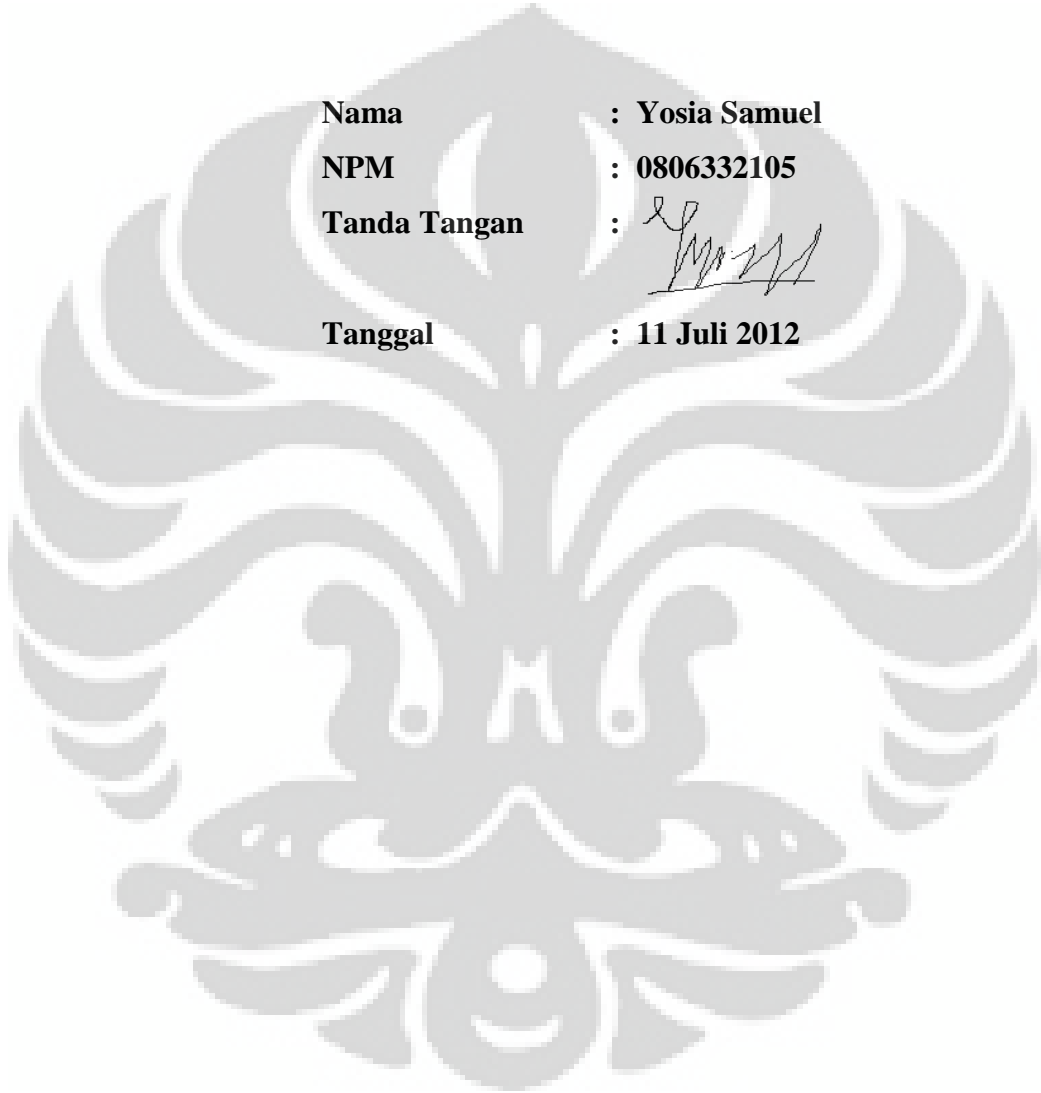 Nama : Yosia Samuel
NPM : 0806332105
Tanda Tangan :
Tanggal : 11 Juli 2012